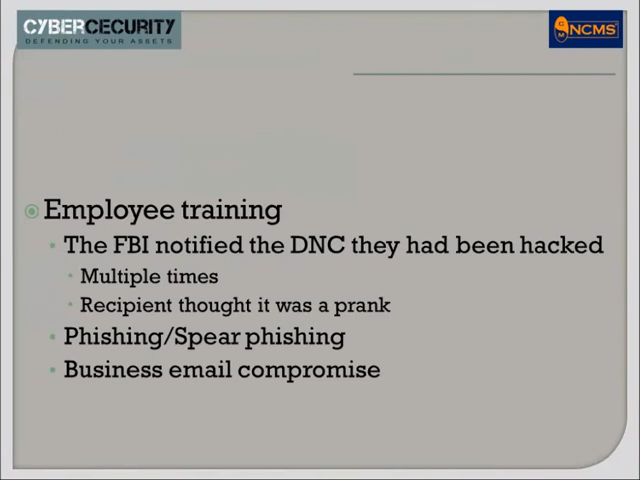 CYBERCECURITY
DEFENDING YOUR ASSETS
NCMS
Employee training
The FBI notified the DNC they had been hacked
Multiple times
Recipient thought it was a prank
Phishing/Spear phishing
Business email compromise